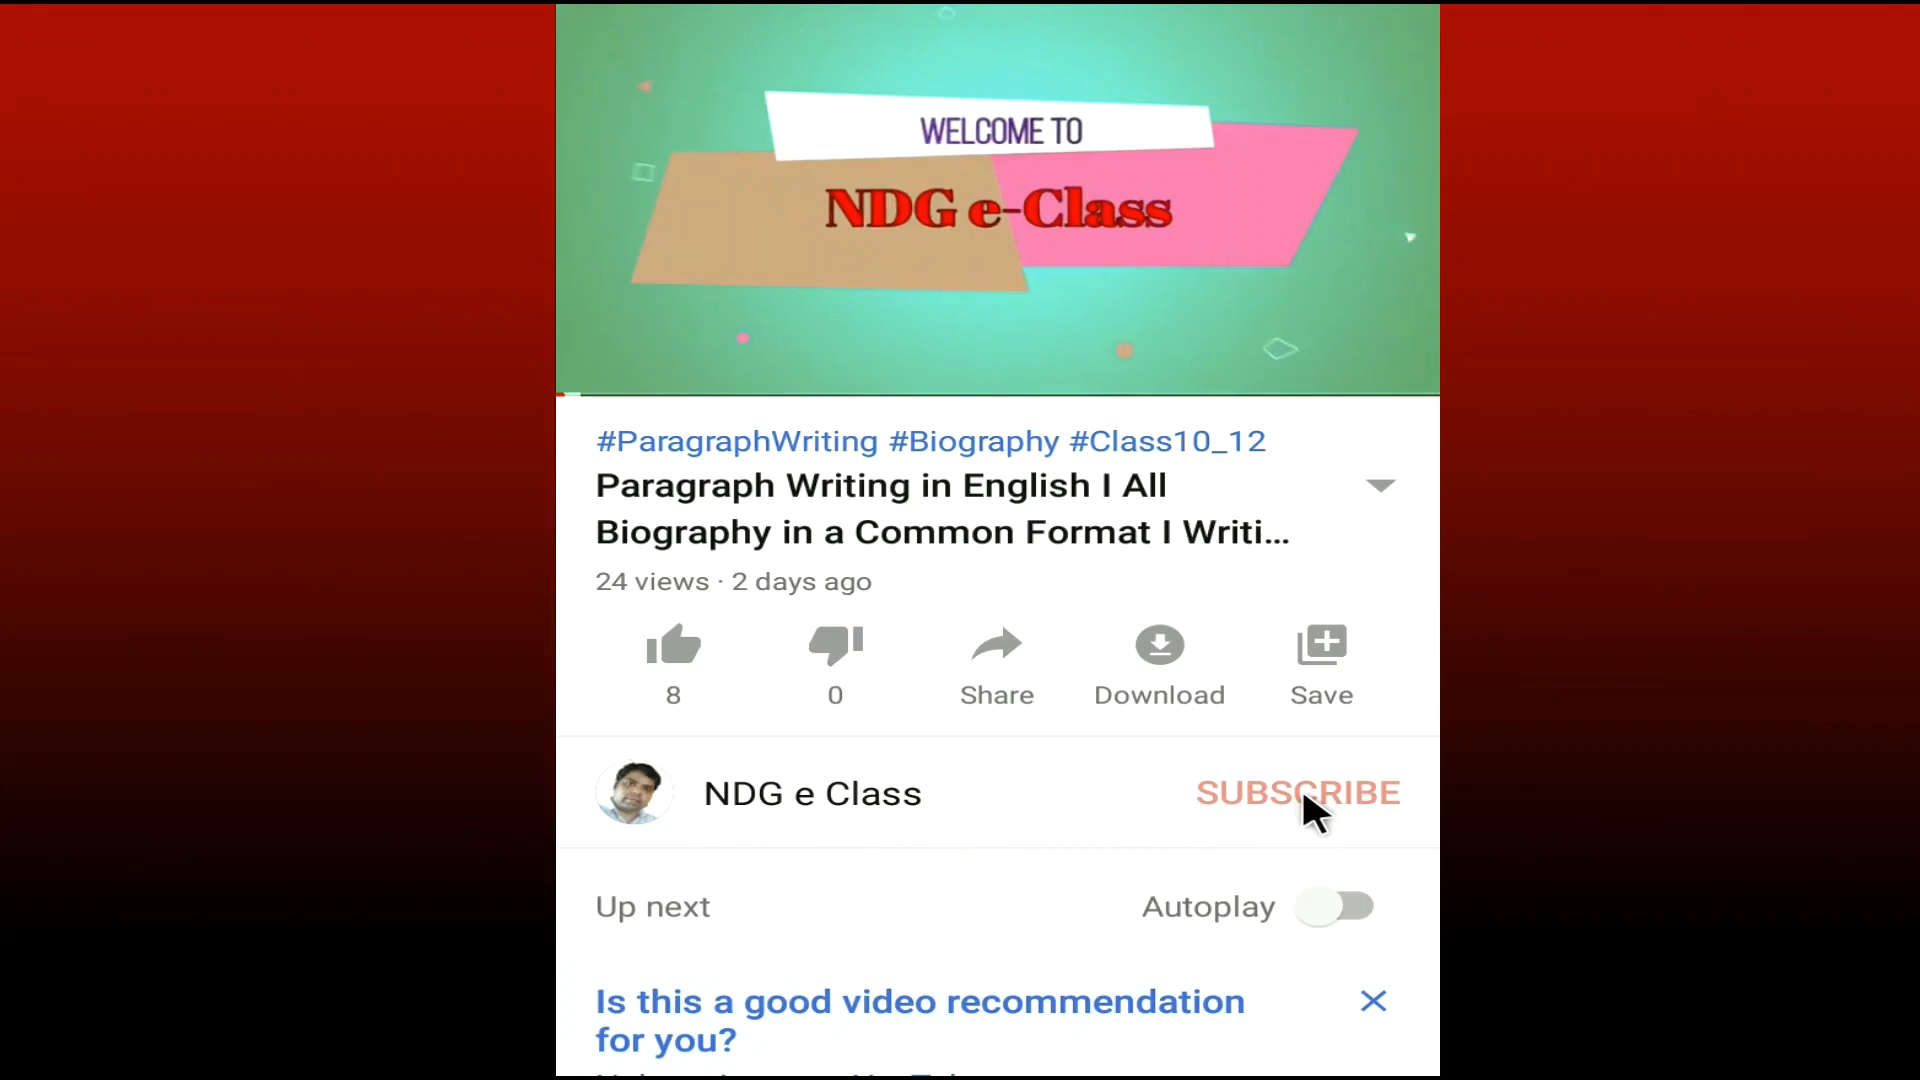 WELCOME TO
NDG e-Class
#ParagraphWriting #Biography #Class10_12
Paragraph Writing in English I All
Biography in a Common Format I Writi...
24 views · 2 days ago
8
0
Share
Download
Save
NDG e Class
SUBSCRIBE
Up next
Autoplay
Is this a good video recommendation
for you?